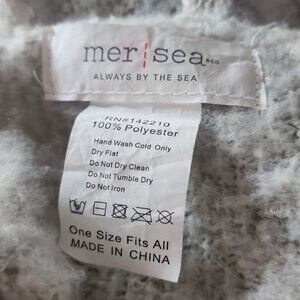 mer sea & co
ALWAYS BY THE SEA
RN#142210
100% Polyester
Hand Wash Cold Only
Dry Flat
Do Not Dry Clean
Do Not Tumble Dry
Do Not Iron
One Size Fits All
MADE IN CHINA